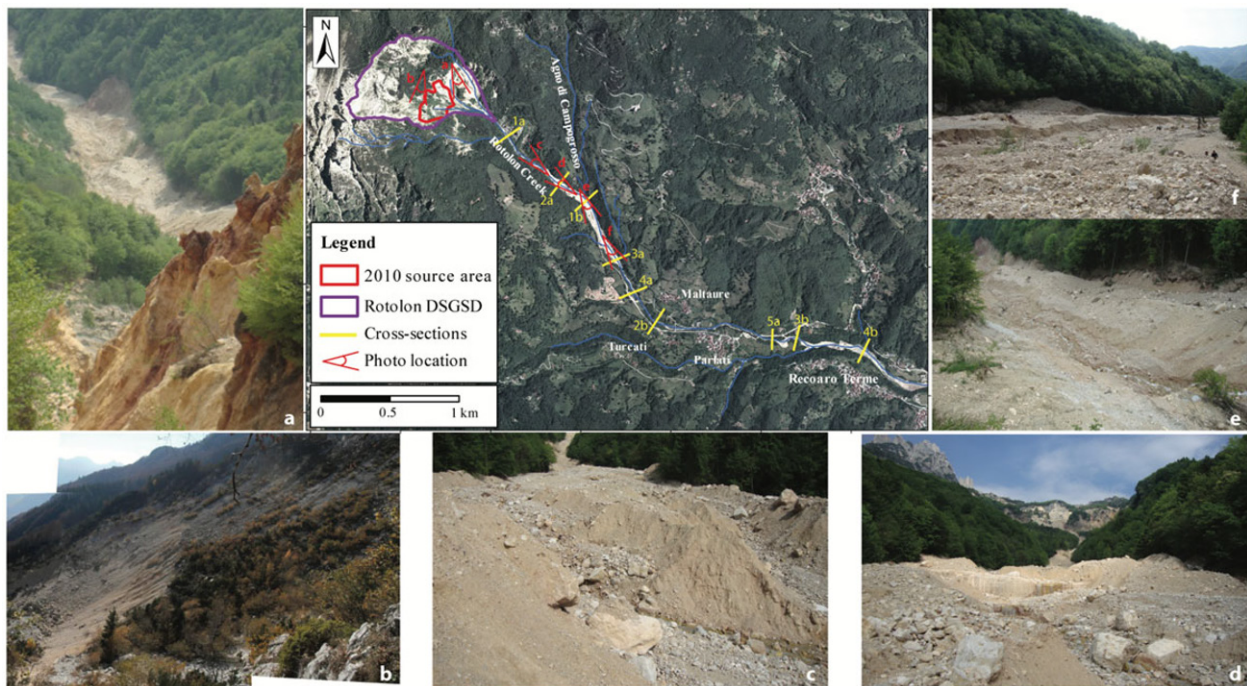 a
N
Agno di Campogrosso
1a
Rotolon Creek
2a
1b
f
3a
4a
Maltaure
2b
Turcati
Parlati
5a
3b
4b
Recoaro Terme
Legend
2010 source area
Rotolon DSGSD
Cross-sections
Photo location
0
0.5
1 km
f
e
b
c
d